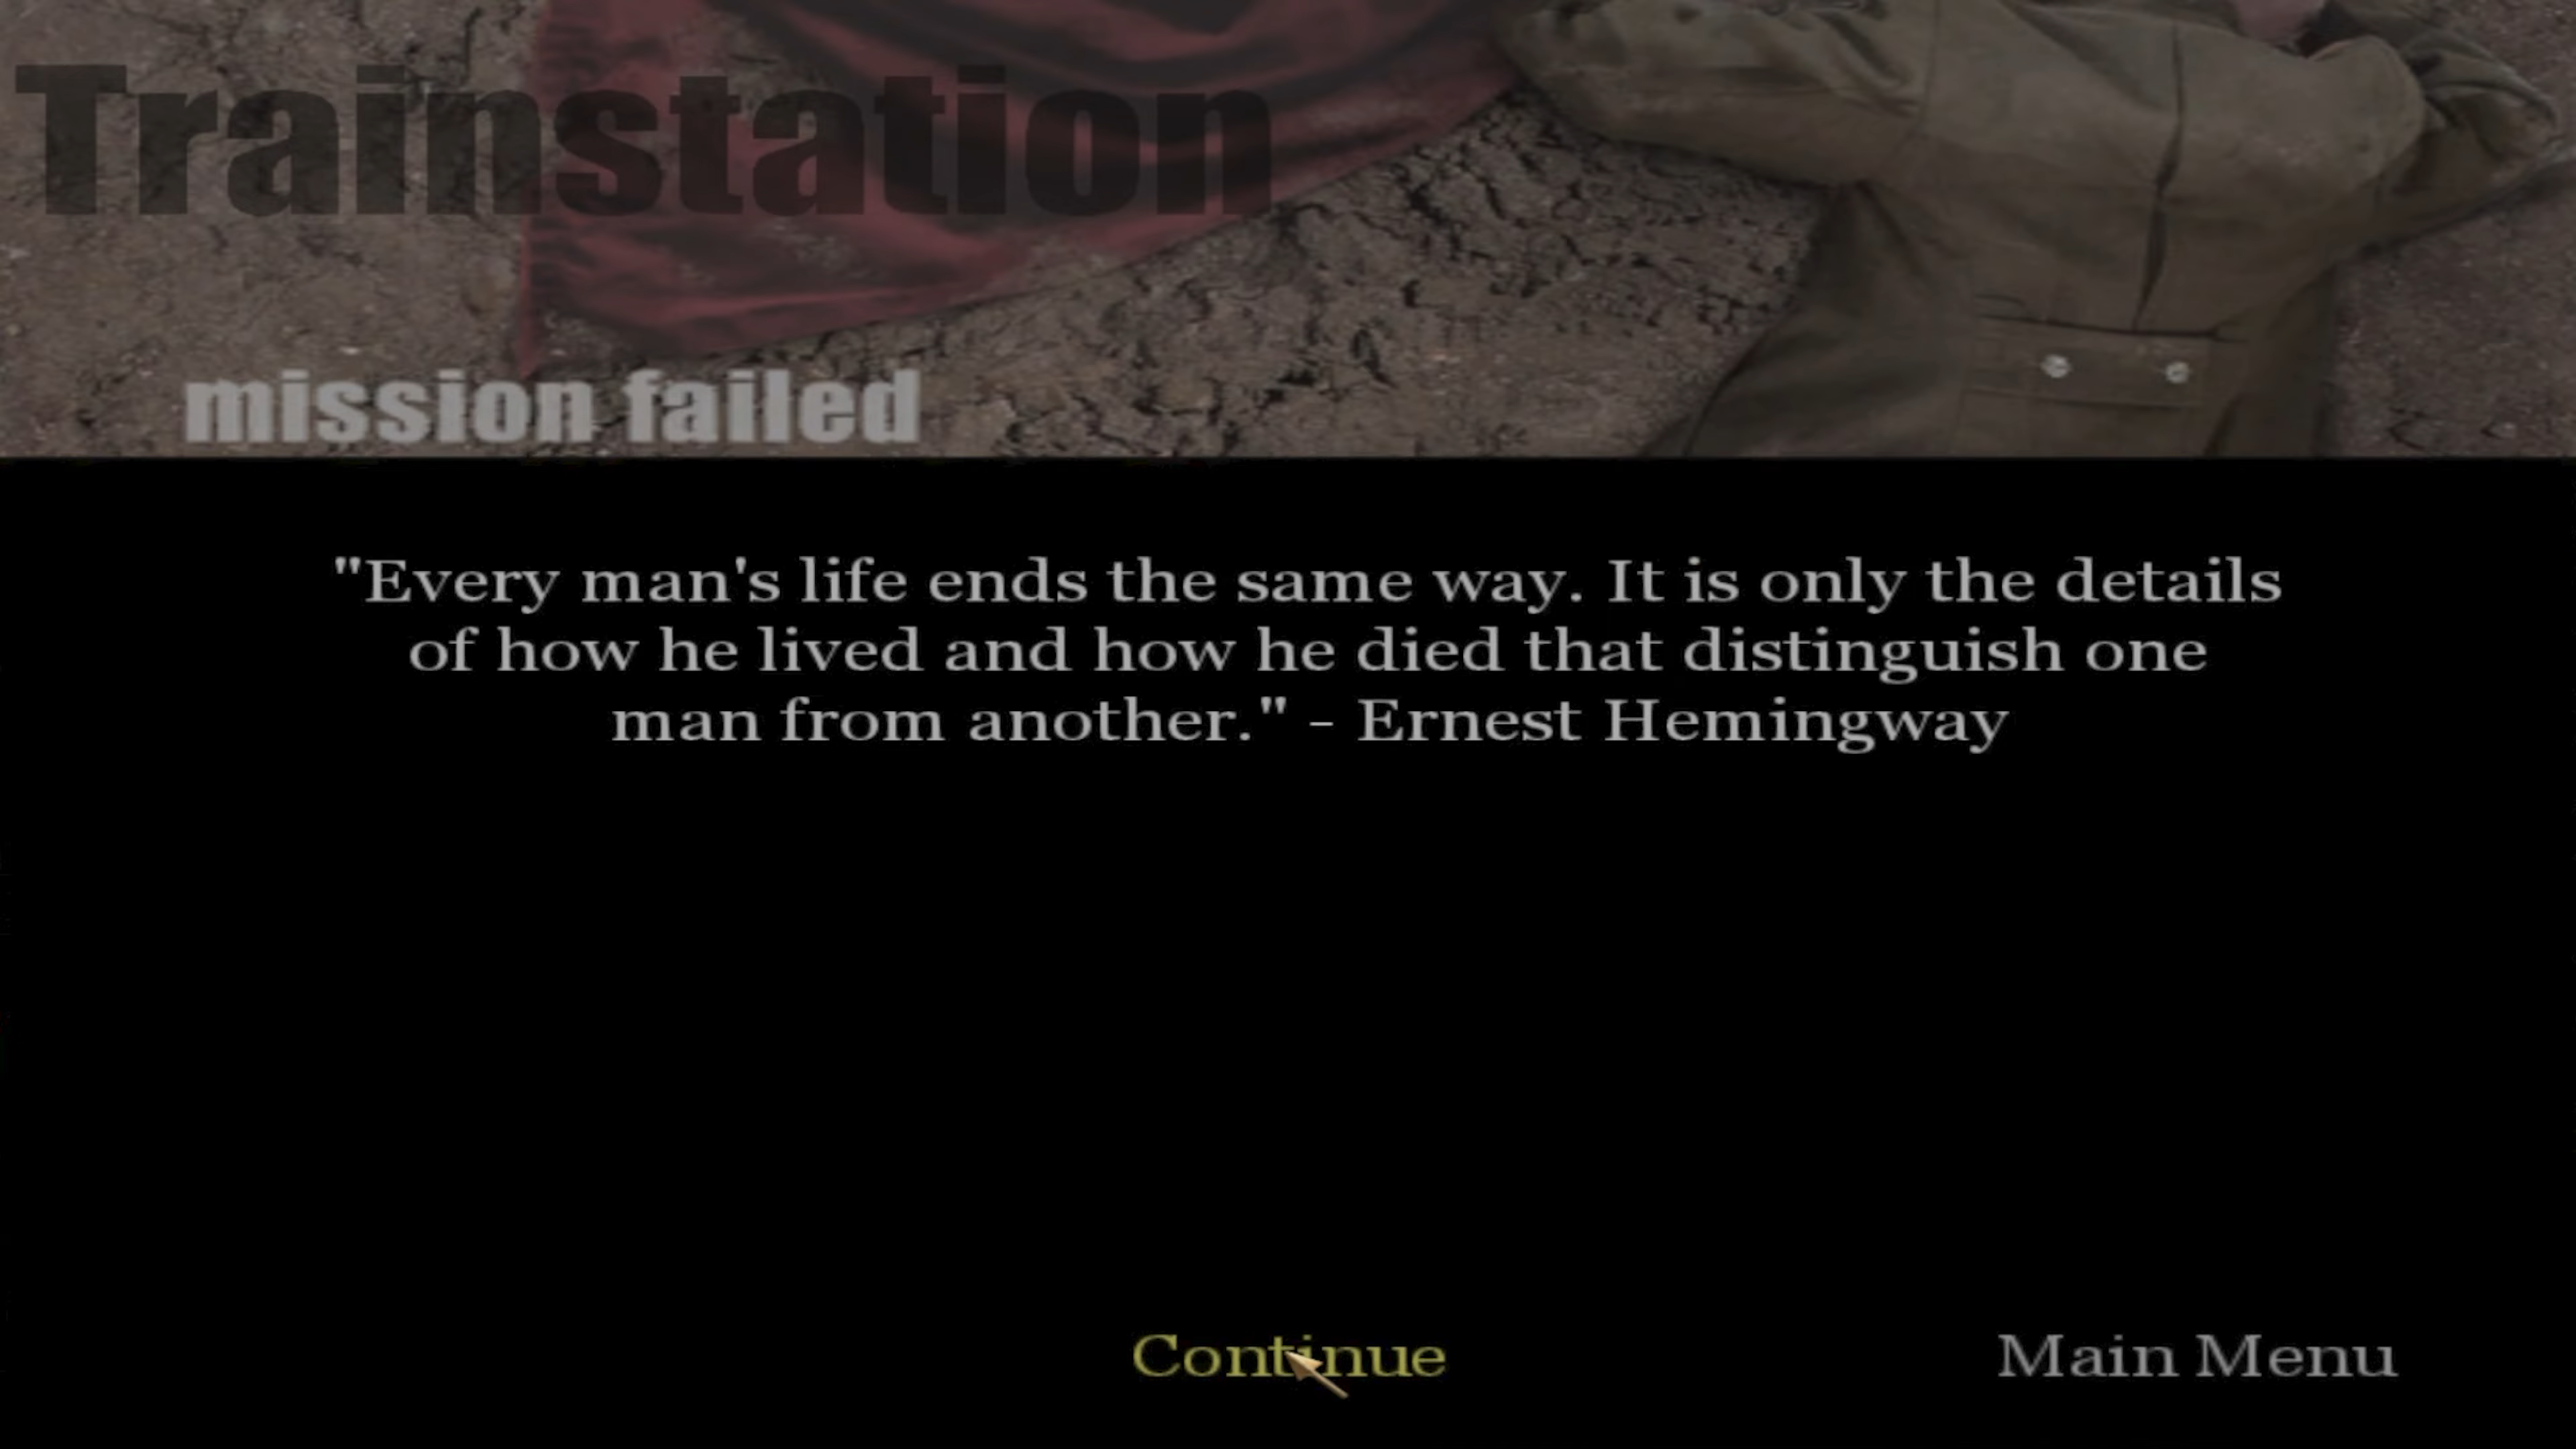 Trainstation
mission failed
"Every man's life ends the same way. It is only the details
of how he lived and how he died that distinguish one
man from another." - Ernest Hemingway
Continue
Main Menu